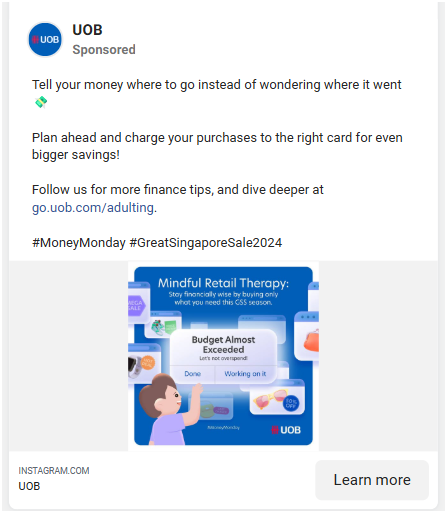 UOB
UOB
Sponsored
Tell your money where to go instead of wondering where it went
Plan ahead and charge your purchases to the right card for even
bigger savings!
Follow us for more finance tips, and dive deeper at
go.uob.com/adulting.
#MoneyMonday #GreatSingaporeSale2024
Mindful Retail Therapy:
Stay financially wise by buying only
what you need this GSS season.
MEGA
SALE
Budget Almost
Exceeded
Let's not overspend!
Done
Working on it
10%
OFF
#MoneyMonday
UOB
INSTAGRAM.COM
UOB
Learn more